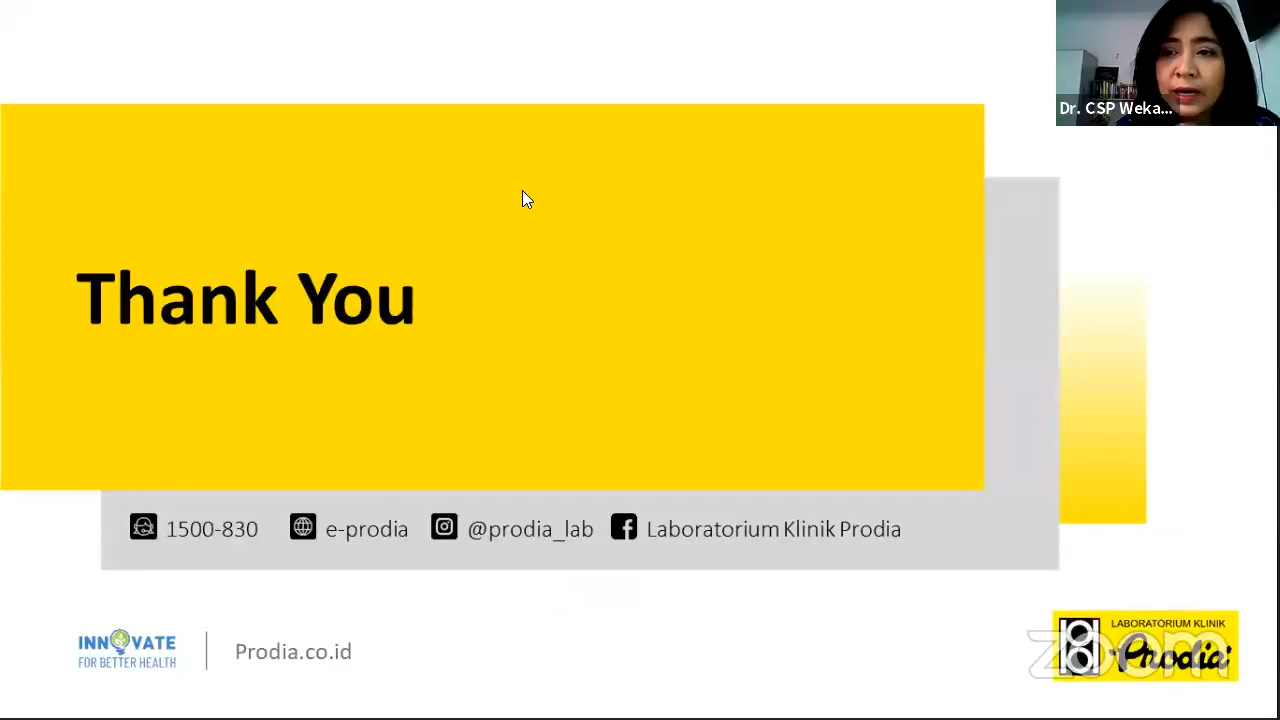 Dr. CSP Weka...
Thank You
1500-830
e-prodia
@prodia_lab
Laboratorium Klinik Prodia
INNOVATE
FOR BETTER HEALTH
Prodia.co.id
LABORATORIUM KLINIK
Prodia
zoom